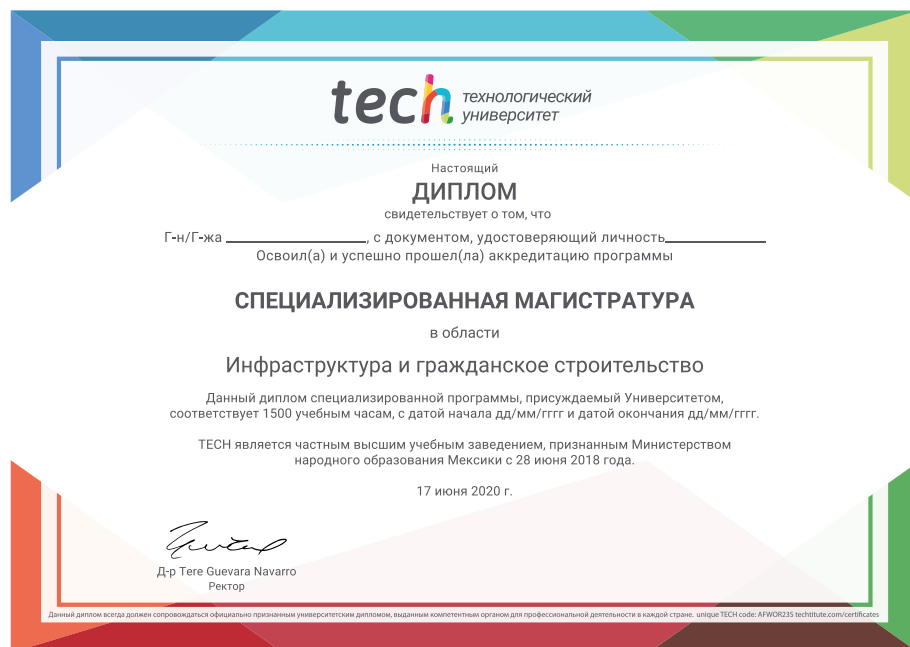 tech технологический
университет
Настоящий
ДИПЛОМ
свидетельствует о том, что
Г-н/Г-жа ____________________, с документом, удостоверяющий личность______________
Освоил(а) и успешно прошел(ла) аккредитацию программы
СПЕЦИАЛИЗИРОВАННАЯ МАГИСТРАТУРА
в области
Инфраструктура и гражданское строительство
Данный диплом специализированной программы, присуждаемый Университетом,
соответствует 1500 учебным часам, с датой начала дд/мм/гггг и датой окончания дд/мм/гггг.
TECH является частным высшим учебным заведением, признанным Министерством
народного образования Мексики с 28 июня 2018 года.
17 июня 2020 г.
Д-р Tere Guevara Navarro
Ректор
Данный диплом всегда должен сопровождаться официально признанным университетским дипломом, выданным компетентным органом для профессиональной деятельности в каждой стране. unique TECH code: AFWOR23S techtitute.com/certificates